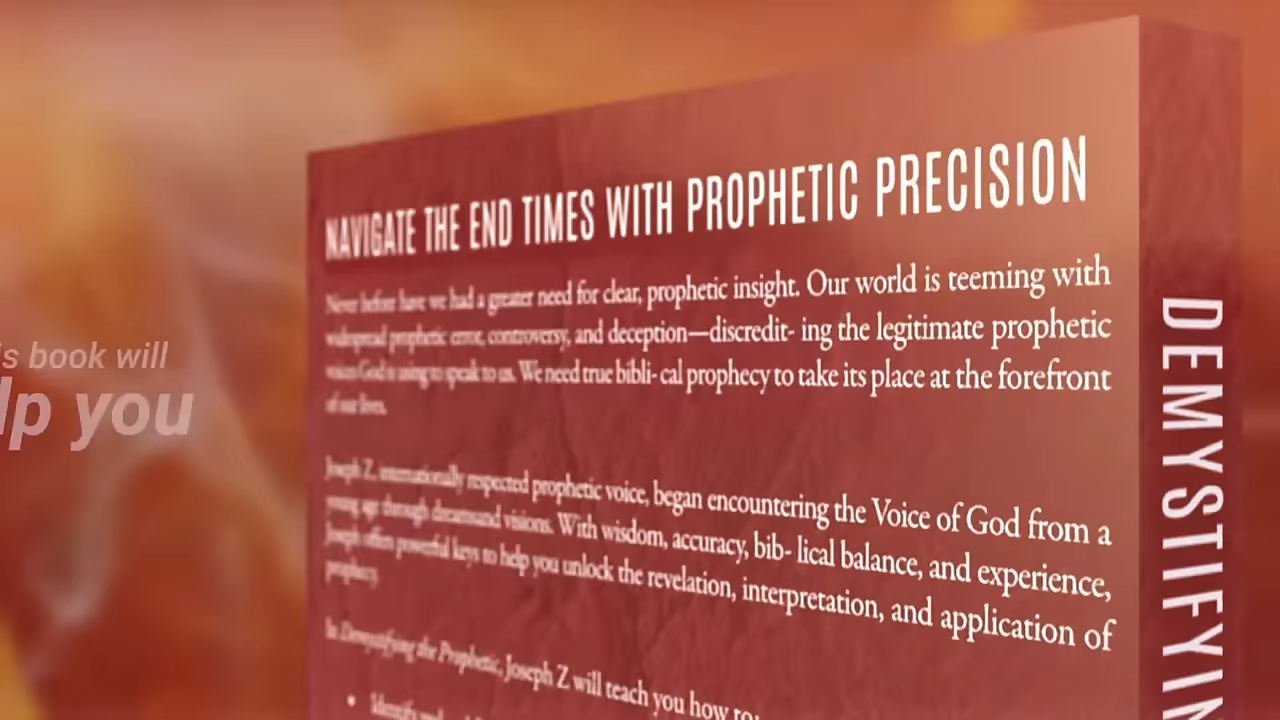 NAVIGATE THE END TIMES WITH PROPHETIC PRECISION
Never before have we had a greater need for clear, prophetic insight. Our world is teeming with
widespread prophetic error, controversy, and deception—discredit- ing the legitimate prophetic
voices God is using to speak to us. We need true bibli- cal prophecy to take its place at the forefront
of our lives.
Joseph Z, internationally respected prophetic voice, began encountering the Voice of God from a
young age through dreams and visions. With wisdom, accuracy, bib- lical balance, and experience,
Joseph offers powerful keys to help you unlock the revelation, interpretation, and application of
prophecy.
In Demystifying the Prophetic, Joseph Z will teach you how to:
• Identify
DEMYSTIFYIN
s book will
lp you